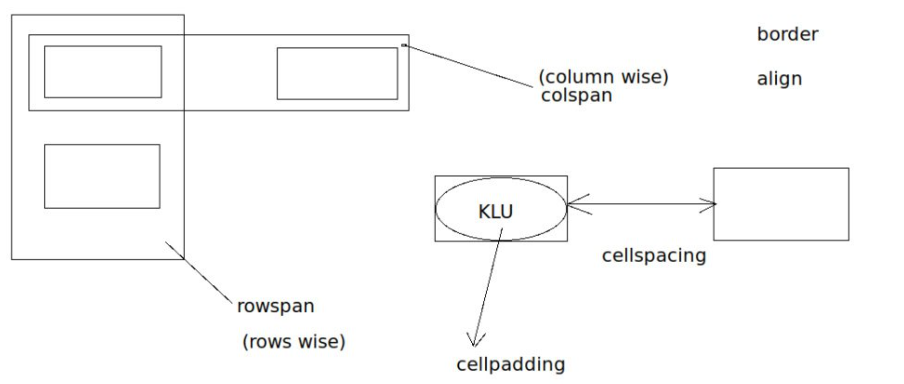 border
(column wise)
colspan
align
KLU
cellspacing
rowspan
(rows wise)
cellpadding